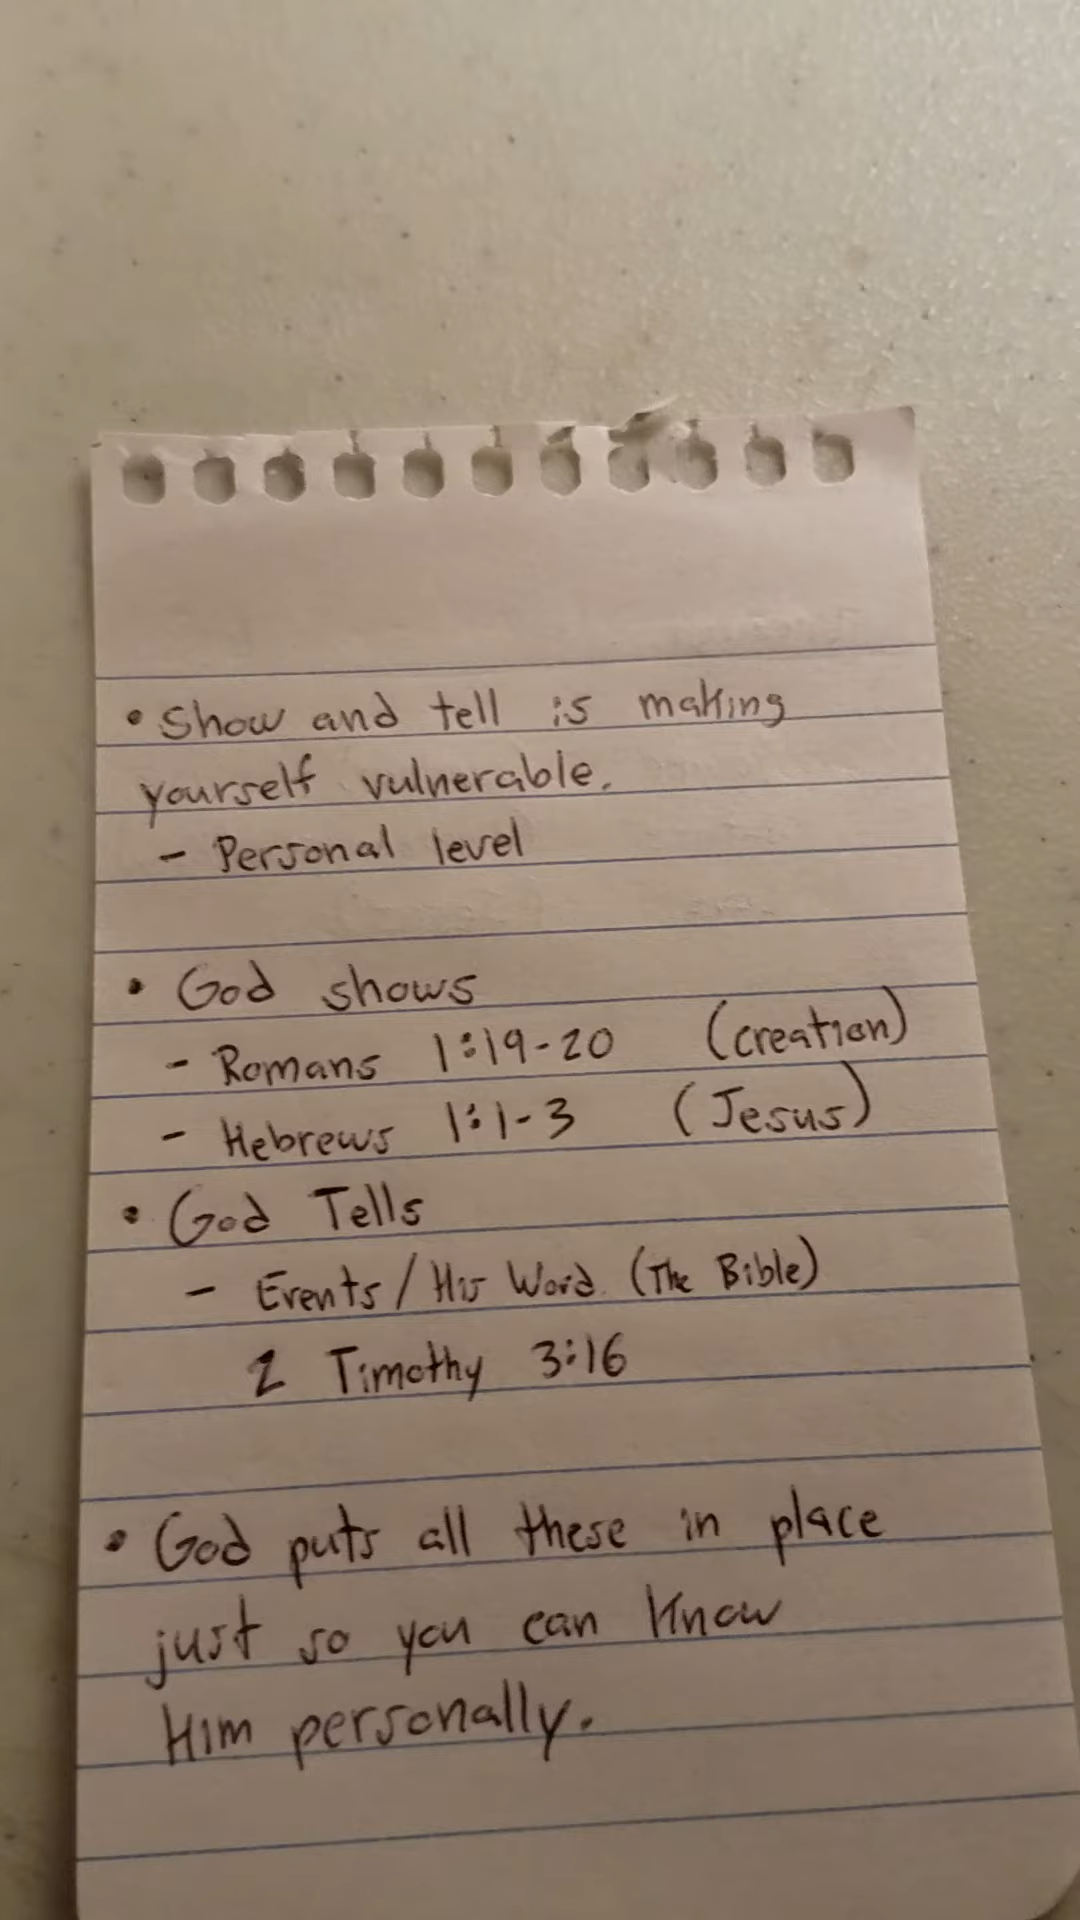 • Show and tell is making
yourself vulnerable.
- Personal level
• God shows
- Romans 1:19-20 (creation)
- Hebrews 1:1-3 (Jesus)
• God Tells
- Events/His Word. (The Bible)
2 Timothy 3:16
• God puts all these in place
just so you can know
Him personally.